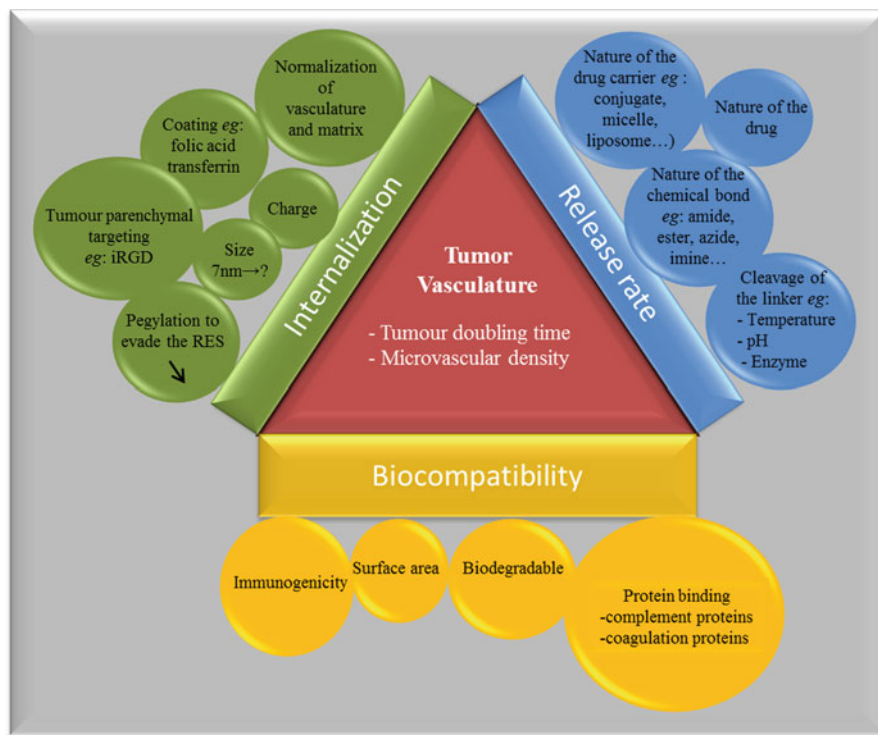 Normalization
of
vasculature
and matrix
Coating eg:
folic acid
transferrin
Charge
Tumour parenchymal
targeting
eg: iRGD
Size
7nm→?
Pegylation to
evade the RES
Internalization
Nature of the
drug carrier eg :
conjugate,
micelle,
liposome…)
Nature of the
drug
Nature of the
chemical bond
eg: amide,
ester, azide,
imine…
Cleavage of
the linker eg:
- Temperature
- pH
- Enzyme
Release rate
Tumor
Vasculature
- Tumour doubling time
- Microvascular density
Biocompatibility
Immunogenicity
Surface area
Biodegradable
Protein binding
-complement proteins
-coagulation proteins